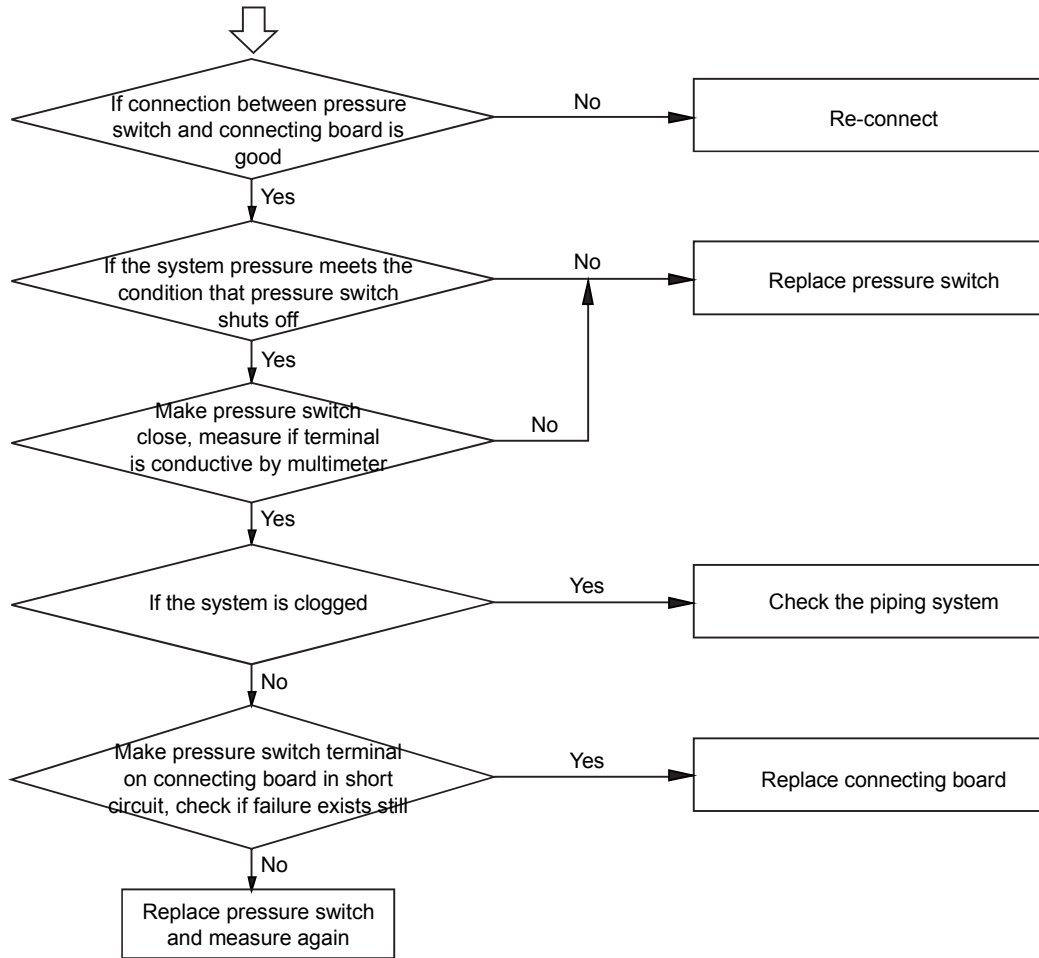 If connection between pressure
switch and connecting board is
good
No
Re-connect
Yes
If the system pressure meets the
condition that pressure switch
shuts off
No
Replace pressure switch
Yes
Make pressure switch
close, measure if terminal
is conductive by multimeter
No
Yes
If the system is clogged
Yes
Check the piping system
No
Make pressure switch terminal
on connecting board in short
circuit, check if failure exists still
Yes
Replace connecting board
No
Replace pressure switch
and measure again